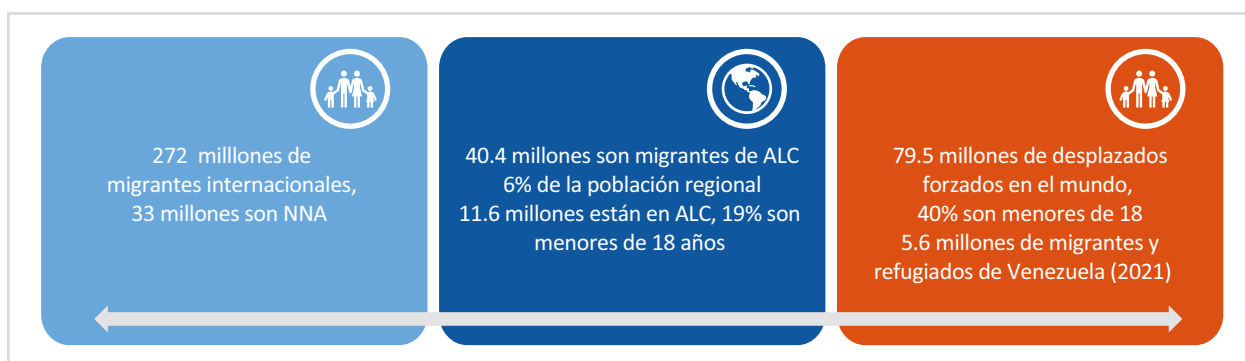 272 milllones de
migrantes internacionales,
33 millones son NNA
40.4 millones son migrantes de ALC
6% de la población regional
11.6 millones están en ALC, 19% son
menores de 18 años
79.5 millones de desplazados
forzados en el mundo,
40% son menores de 18
5.6 millones de migrantes y
refugiados de Venezuela (2021)